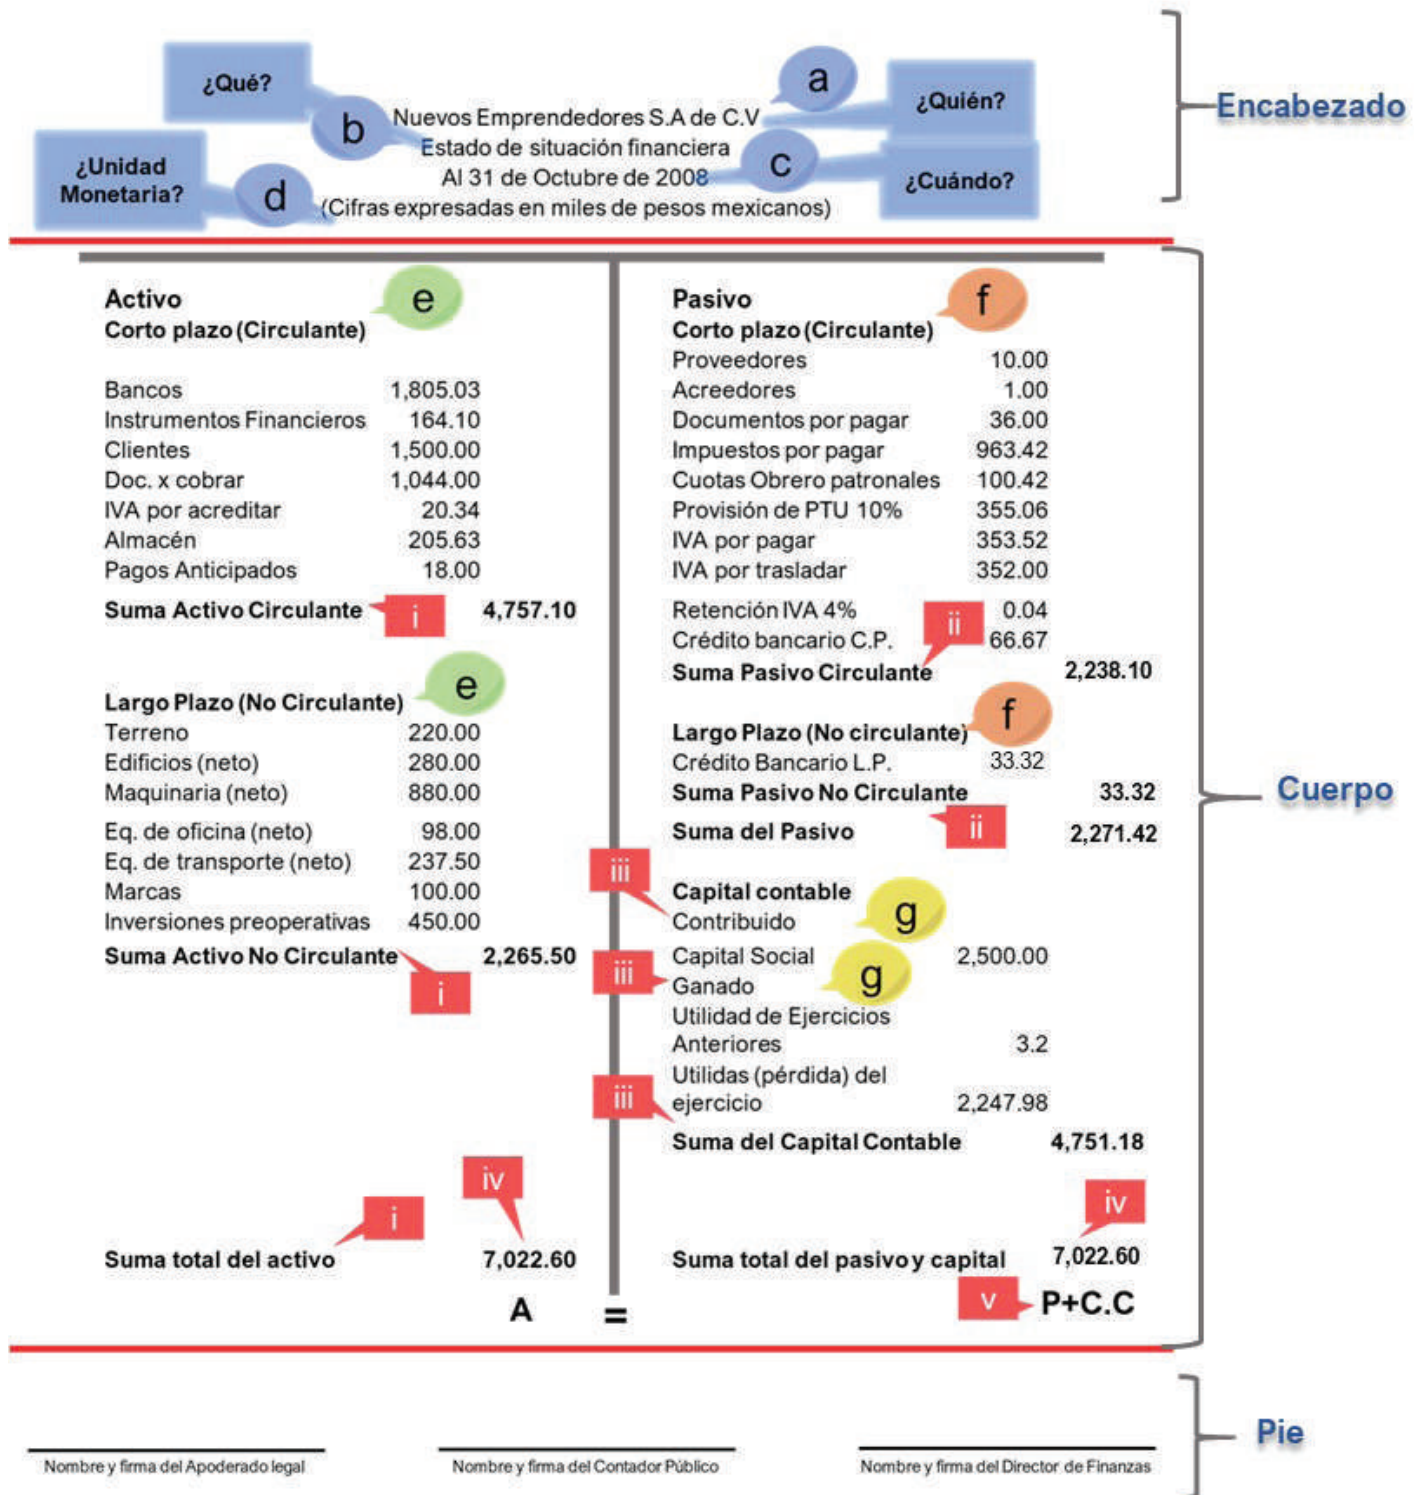 ¿Qué?
a
¿Quién?
Encabezado
b
Nuevos Emprendedores S.A de C.V
Estado de situación financiera
¿Unidad Monetaria?
c
Al 31 de Octubre de 2008
¿Cuándo?
d
(Cifras expresadas en miles de pesos mexicanos)
Activo
e
Corto plazo (Circulante)
Bancos 1,805.03
Instrumentos Financieros 164.10
Clientes 1,500.00
Doc. x cobrar 1,044.00
IVA por acreditar 20.34
Almacén 205.63
Pagos Anticipados 18.00
Suma Activo Circulante i 4,757.10
e
Largo Plazo (No Circulante)
Terreno 220.00
Edificios (neto) 280.00
Maquinaria (neto) 880.00
Eq. de oficina (neto) 98.00
Eq. de transporte (neto) 237.50
Marcas 100.00
Inversiones preoperativas 450.00
Suma Activo No Circulante 2,265.50
i
iv
i
Suma total del activo 7,022.60
A =
Pasivo
f
Corto plazo (Circulante)
Proveedores 10.00
Acreedores 1.00
Documentos por pagar 36.00
Impuestos por pagar 963.42
Cuotas Obrero patronales 100.42
Provisión de PTU 10% 355.06
IVA por pagar 353.52
IVA por trasladar 352.00
Retención IVA 4% 0.04
ii
Crédito bancario C.P. 66.67
Suma Pasivo Circulante 2,238.10
f
Largo Plazo (No circulante)
Crédito Bancario L.P. 33.32
Suma Pasivo No Circulante 33.32
Suma del Pasivo ii 2,271.42
iii
Capital contable
Contribuido g
Capital Social 2,500.00
iii Ganado g
Utilidad de Ejercicios
Anteriores 3.2
Utilidas (pérdida) del
iii ejercicio 2,247.98
Suma del Capital Contable 4,751.18
iv
Suma total del pasivo y capital 7,022.60
v P+C.C
Cuerpo
Pie
Nombre y firma del Apoderado legal
Nombre y firma del Contador Público
Nombre y firma del Director de Finanzas